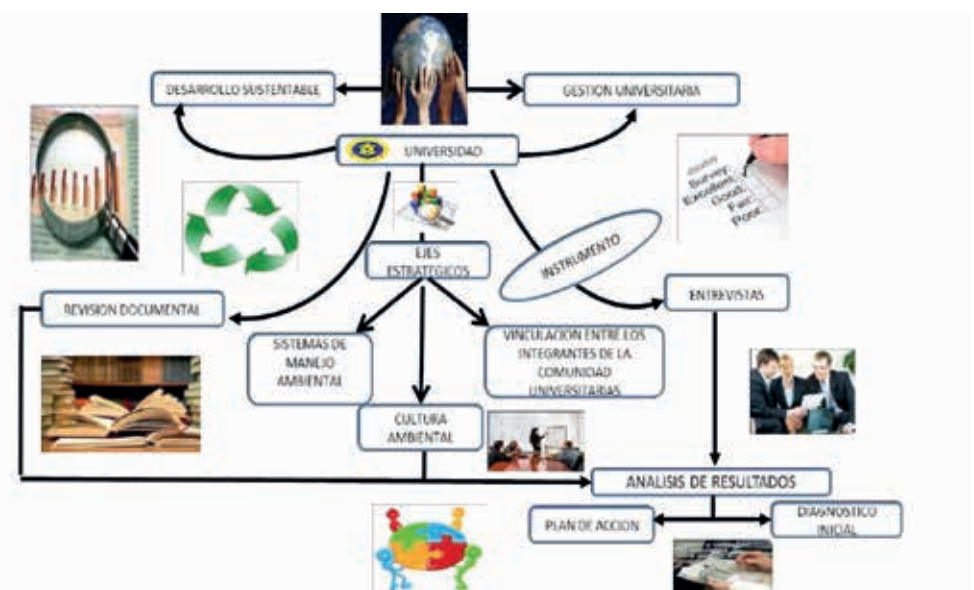 DESARROLLO SUSTENTABLE
GESTION UNIVERSITARIA
UNIVERSIDAD
Survey
Excellent
Good
Fair
Poor
EJES
ESTRATEGICOS
INSTRUMENTO
ENTREVISTAS
REVISION DOCUMENTAL
SISTEMAS DE
MANEJO
AMBIENTAL
VINCULACION ENTRE LOS
INTEGRANTES DE LA
COMUNIDAD
UNIVERSITARIAS
CULTURA
AMBIENTAL
ANALISIS DE RESULTADOS
PLAN DE ACCION
DIAGNOSTICO
INICIAL